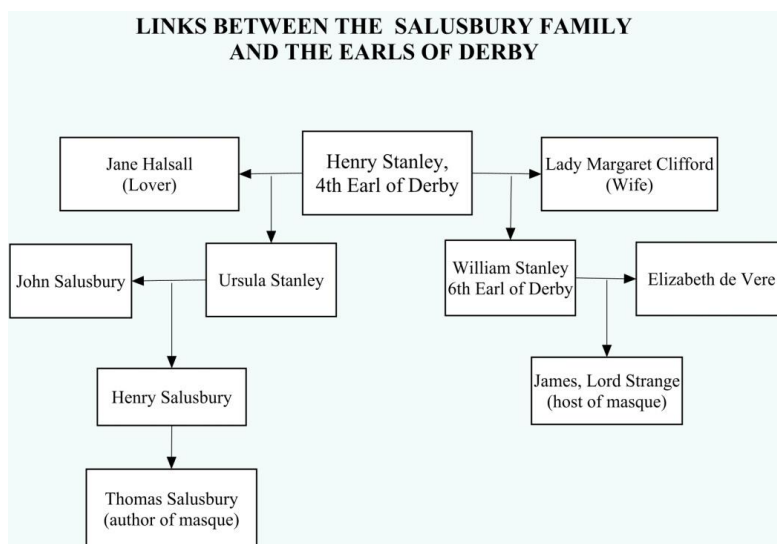 LINKS BETWEEN THE SALUSBURY FAMILY
AND THE EARLS OF DERBY
Jane Halsall
(Lover)
Henry Stanley,
4th Earl of Derby
Lady Margaret Clifford
(Wife)
John Salusbury
Ursula Stanley
William Stanley
6th Earl of Derby
Elizabeth de Vere
Henry Salusbury
James, Lord Strange
(host of masque)
Thomas Salusbury
(author of masque)